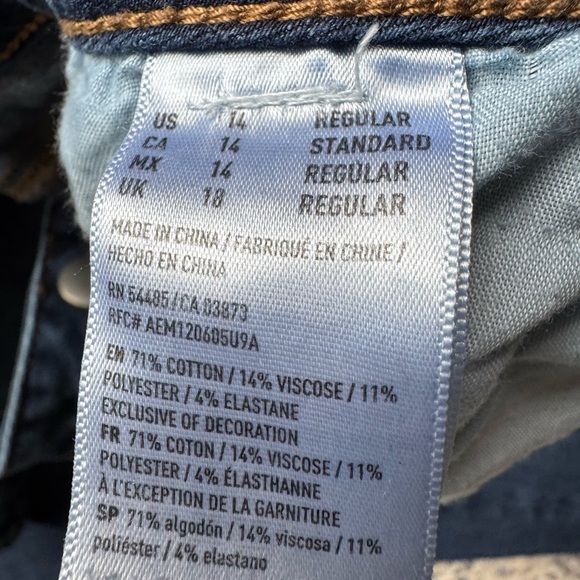 US 14 REGULAR
CA 14 STANDARD
MX 14 REGULAR
UK 18 REGULAR
MADE IN CHINA / FABRIQUÉ EN CHINE /
HECHO EN CHINA
RN 54485 / CA 03873
RFC# AEM120605U9A
EN 71% COTTON / 14% VISCOSE / 11%
POLYESTER / 4% ELASTANE
EXCLUSIVE OF DECORATION
FR 71% COTON / 14% VISCOSE / 11%
POLYESTER / 4% ÉLASTHANNE
À L'EXCEPTION DE LA GARNITURE
SP 71% algodón / 14% viscosa / 11%
poliéster / 4% elastano